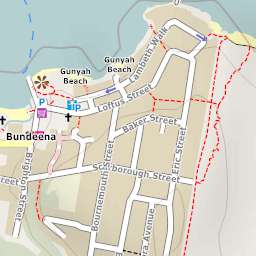 Gunyah
Beach
Gunyah
Beach
Lambeth Walk
P
P
Loftus Street
Bundeena
Baker Street
Eric Street
Brighton Street
Scarborough Street
Bournemouth Street
ora Avenue